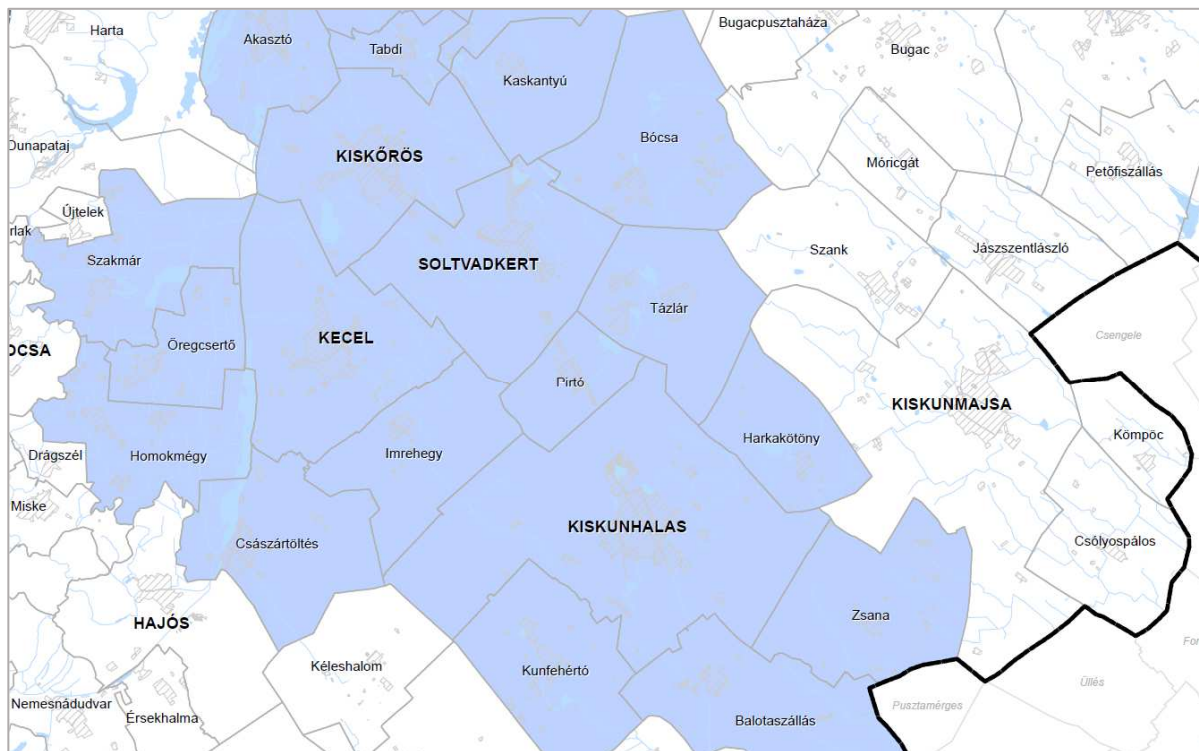 Harta
Akasztó
Tabdi
Bugacpusztaháza
Bugac
Kaskantyú
Bócsa
Dunapataj
KISKŐRÖS
Móricgát
Petőfiszállás
Újtelek
rlak
Szakmár
SOLTVADKERT
Szank
Jászszentlászló
Tázlár
Csengele
Öregcsertő
KECEL
OCSA
Pirtó
KISKUNMAJSA
Kömpöc
Harkakötöny
Drágszél
Homokmégy
Imrehegy
Miske
KISKUNHALAS
Császártöltés
Csólyospálos
HAJÓS
Zsana
For
Kéleshalom
Kunfehértó
Üllés
Nemesnádudvar
Érsekhalma
Balotaszállás
Pusztamérges